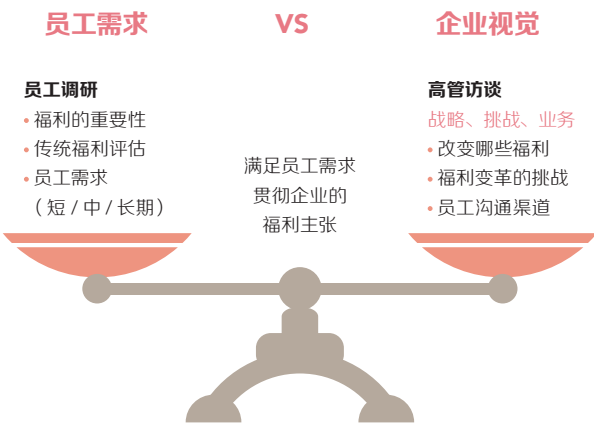 员工需求
VS
企业视觉
员工调研
• 福利的重要性
• 传统福利评估
• 员工需求
（短 / 中 / 长期）
满足员工需求
贯彻企业的
福利主张
高管访谈
战略、挑战、业务
• 改变哪些福利
• 福利变革的挑战
• 员工沟通渠道